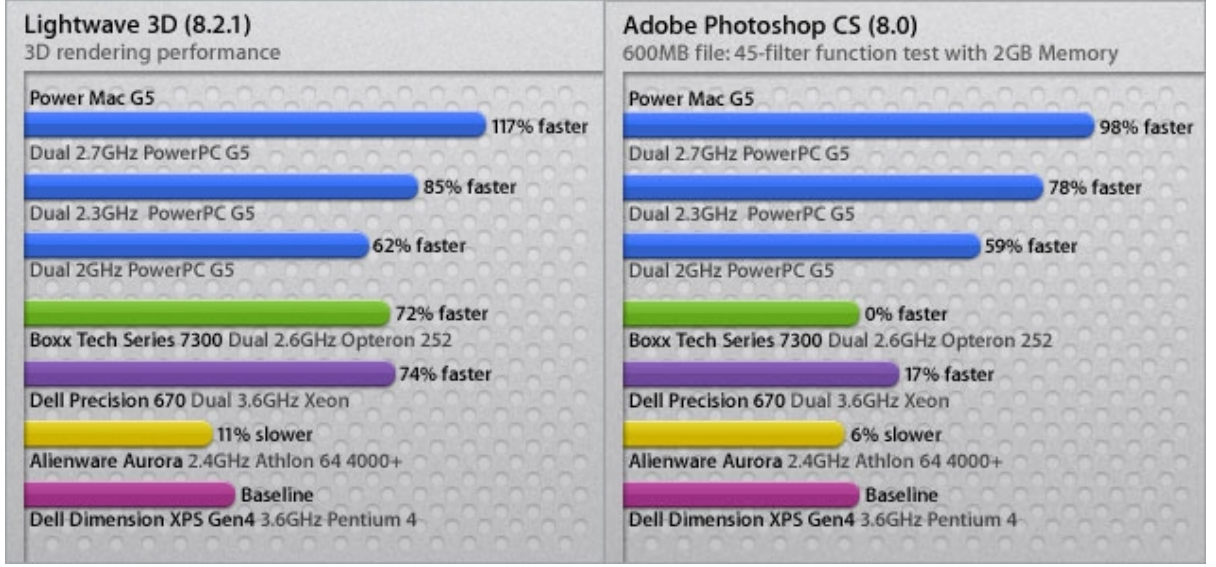 Lightwave 3D (8.2.1)
3D rendering performance
Power Mac G5
117% faster
Dual 2.7GHz PowerPC G5
85% faster
Dual 2.3GHz PowerPC G5
62% faster
Dual 2GHz PowerPC G5
72% faster
Boxx Tech Series 7300 Dual 2.6GHz Opteron 252
74% faster
Dell Precision 670 Dual 3.6GHz Xeon
11% slower
Alienware Aurora 2.4GHz Athlon 64 4000+
Baseline
Dell Dimension XPS Gen4 3.6GHz Pentium 4
Adobe Photoshop CS (8.0)
600MB file: 45-filter function test with 2GB Memory
Power Mac G5
98% faster
Dual 2.7GHz PowerPC G5
78% faster
Dual 2.3GHz PowerPC G5
59% faster
Dual 2GHz PowerPC G5
0% faster
Boxx Tech Series 7300 Dual 2.6GHz Opteron 252
17% faster
Dell Precision 670 Dual 3.6GHz Xeon
6% slower
Alienware Aurora 2.4GHz Athlon 64 4000+
Baseline
Dell Dimension XPS Gen4 3.6GHz Pentium 4